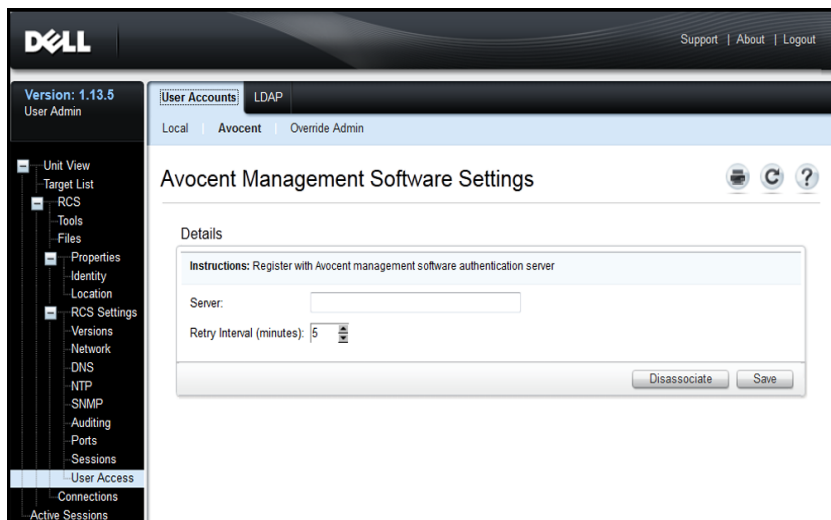 DELL
Support | About | Logout
Version: 1.13.5
User Admin
User Accounts LDAP
Local Avocent Override Admin
Unit View
Target List
RCS
Tools
Files
Properties
Identity
Location
RCS Settings
Versions
Network
DNS
NTP
SNMP
Auditing
Ports
Sessions
User Access
Connections
Active Sessions
Avocent Management Software Settings
?
Details
Instructions: Register with Avocent management software authentication server
Server:
Retry Interval (minutes): 5
Disassociate Save